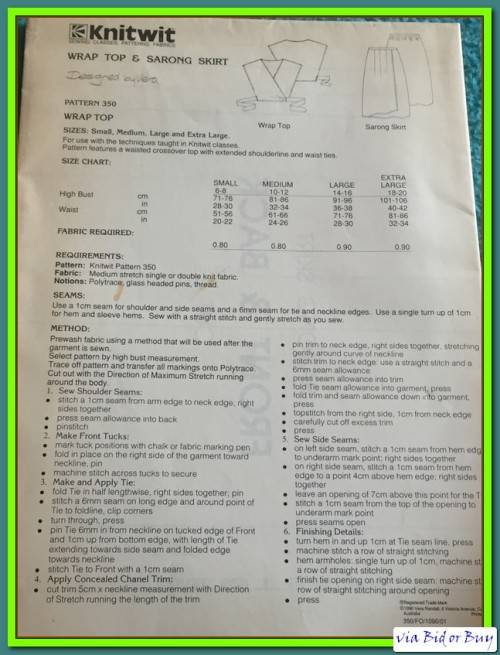 Knitwit
SEWING CLASSES, PATTERNS, FABRICS
WRAP TOP & SARONG SKIRT
Designed by
Wrap Top
Sarong Skirt
PATTERN 350
WRAP TOP
SIZES: Small, Medium, Large and Extra Large.
For use with the techniques taught in Knitwit classes.
Pattern features a waisted crossover top with extended shoulderline and waist ties.
SIZE CHART:
SMALL MEDIUM LARGE EXTRA LARGE
6-8 10-12 14-16 18-20
High Bust cm 71-76 81-86 91-96 101-106
in 28-30 32-34 36-38 40-42
Waist cm 51-56 61-66 71-76 81-86
in 20-22 24-26 28-30 32-34
FABRIC REQUIRED:
0.80 0.80 0.90 0.90
REQUIREMENTS:
Pattern: Knitwit Pattern 350
Fabric: Medium stretch single or double knit fabric.
Notions: Polytrace, glass headed pins, thread.
SEAMS:
Use a 1cm seam for shoulder and side seams and a 6mm seam for tie and neckline edges. Use a single turn up of 1cm
for hem and sleeve hems. Sew with a straight stitch and gently stretch as you sew.
METHOD:
Prewash fabric using a method that will be used after the
garment is sewn.
Select pattern by high bust measurement.
Trace off pattern and transfer all markings onto Polytrace.
Cut out with the Direction of Maximum Stretch running
around the body.
1. Sew Shoulder Seams:
• stitch a 1cm seam from arm edge to neck edge, right
sides together
• press seam allowance into back
• pinstitch
2. Make Front Tucks:
• mark tuck positions with chalk or fabric marking pen
• fold in place on the right side of the garment toward
neckline, pin
• machine stitch across tucks to secure
3. Make and Apply Tie:
• fold Tie in half lengthwise, right sides together; pin
• stitch a 6mm seam on long edge and around point of
Tie to foldline, clip corners
• turn through, press
• pin Tie 6mm in from neckline on tucked edge of Front
and 1cm up from bottom edge, with length of Tie
extending towards side seam and folded edge
towards neckline
• stitch Tie to Front with a 1cm seam
4. Apply Concealed Chanel Trim:
• cut trim 5cm x neckline measurement with Direction
of Stretch running the length of the trim
• pin trim to neck edge, right sides together, stretching
gently around curve of neckline
• stitch trim to neck edge: use a straight stitch and a
6mm seam allowance
• press seam allowance into trim
• fold Tie seam allowance into garment, press
• fold trim and seam allowance down into garment,
press
• topstitch from the right side, 1cm from neck edge
• carefully cut off excess trim
• press
5. Sew Side Seams:
• on left side seam, stitch a 1cm seam from hem edg
to underarm mark point; right sides together
• on right side seam, stitch a 1cm seam from hem
edge to a point 4cm above hem edge; right sides
together
• leave an opening of 7cm above this point for the T
• stitch a 1cm seam from the top of the opening to
underarm mark point
• press seams open
6. Finishing Details:
• turn hem in and up 1cm at Tie seam line, press
• machine stitch a row of straight stitching
• hem armholes: single turn up of 1cm, machine st
a row of straight stitching
• finish tie opening on right side seam: machine st
row of straight stitching around opening
• press
®Registered Trade Mark
Australia
350/FO/1090/01
via Bid or Buy